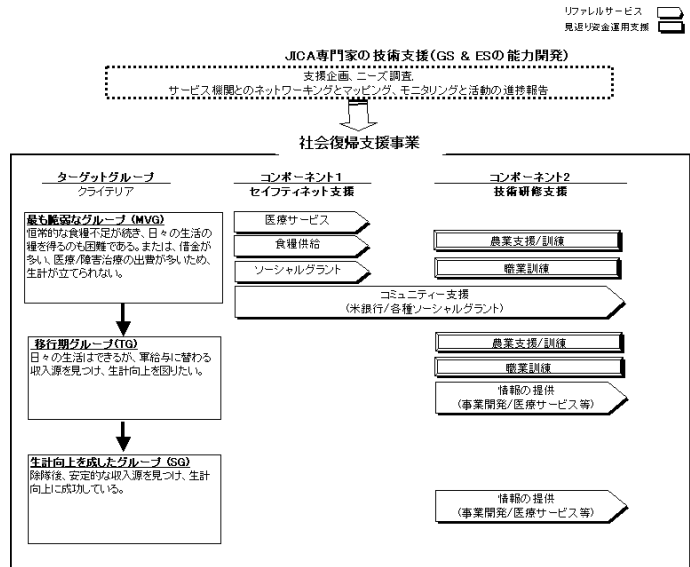 リファレルサービス
見返り資金運用支援
JICA専門家の技術支援(GS & ESの能力開発)
支援企画、ニーズ調査、
サービス機関とのネットワーキングとマッピング、モニタリングと活動の進捗報告
社会復帰支援事業
ターゲットグループ
クライテリア
コンポーネント1
セイフティネット支援
コンポーネント2
技術研修支援
最も脆弱なグループ (MVG)
恒常的な食糧不足が続き、日々の生活の
糧を得るのも困難である。または、借金が
多い、医療/障害治療の出費が多いため、
生計が立てられない。
医療サービス
食糧供給
ソーシャルグラント
農業支援/訓練
職業訓練
コミュニティー支援
(米銀行/各種ソーシャルグラント)
移行期グループ(TG)
日々の生活はできるが、軍給与に替わる
収入源を見つけ、生計向上を図りたい。
農業支援/訓練
職業訓練
情報の提供
(事業開発/医療サービス等)
生計向上を成したグループ (SG)
除隊後、安定的な収入源を見つけ、生計
向上に成功している。
情報の提供
(事業開発/医療サービス等)